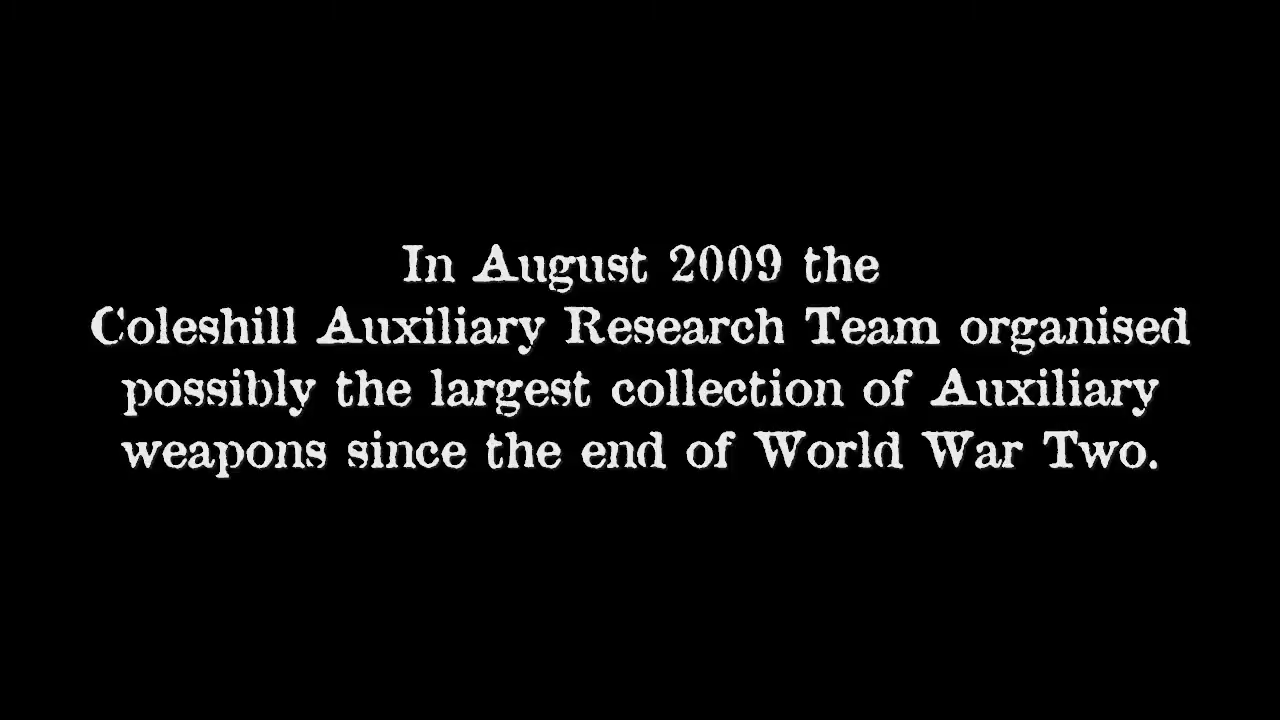 In August 2009 the
Coleshill Auxiliary Research Team organised
possibly the largest collection of Auxiliary
weapons since the end of World War Two.